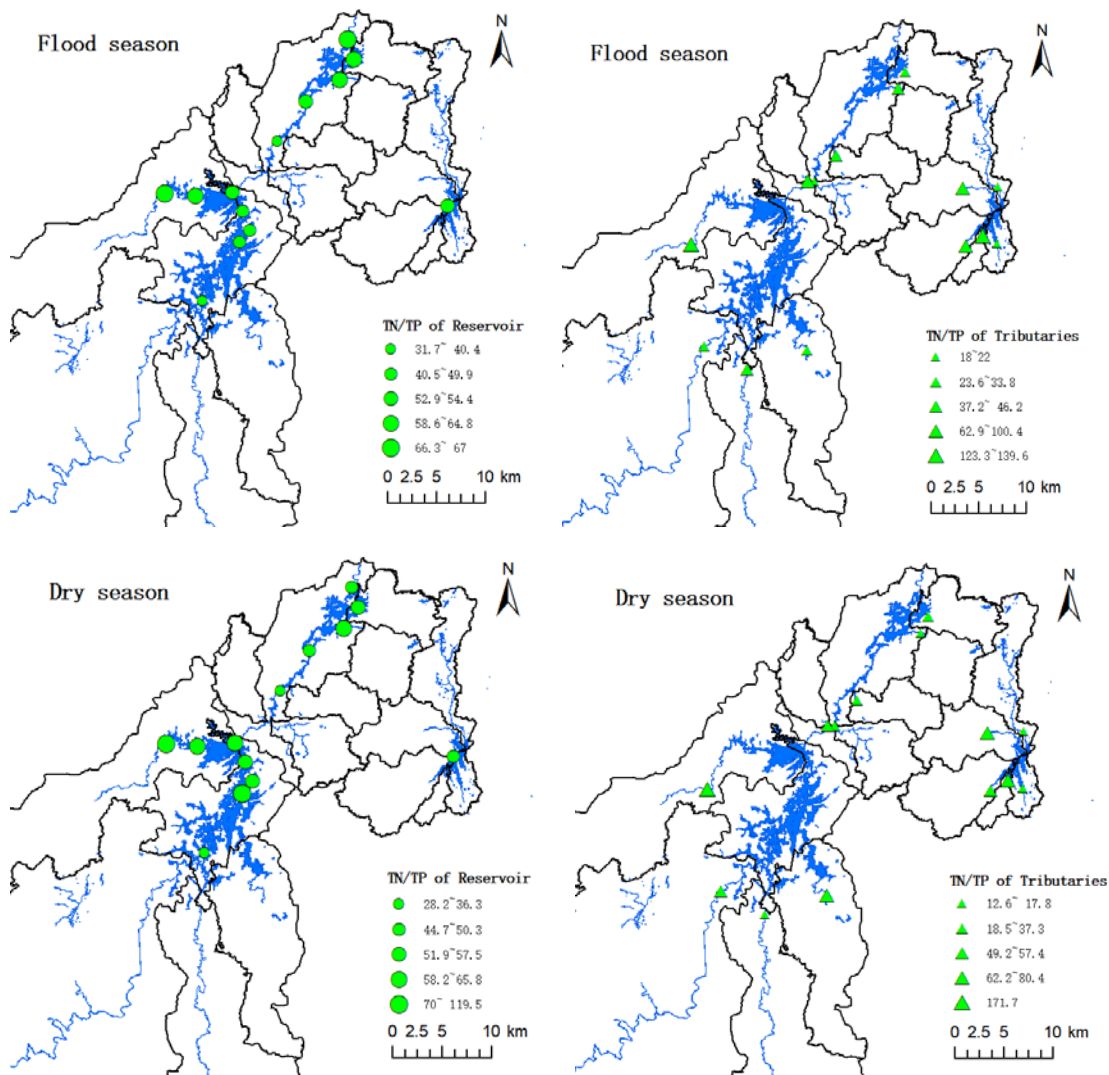 Flood season
N
TN/TP of Reservoir
31.7~ 40.4
40.5~49.9
52.9~54.4
58.6~64.8
66.3~ 67
0 2.5 5 10 km
Flood season
N
TN/TP of Tributaries
18~22
23.6~33.8
37.2~ 46.2
62.9~100.4
123.3~139.6
0 2.5 5 10 km
Dry season
N
TN/TP of Reservoir
28.2~36.3
44.7~50.3
51.9~57.5
58.2~65.8
70~ 119.5
0 2.5 5 10 km
Dry season
N
TN/TP of Tributaries
12.6~ 17.8
18.5~37.3
49.2~57.4
62.2~80.4
171.7
0 2.5 5 10 km